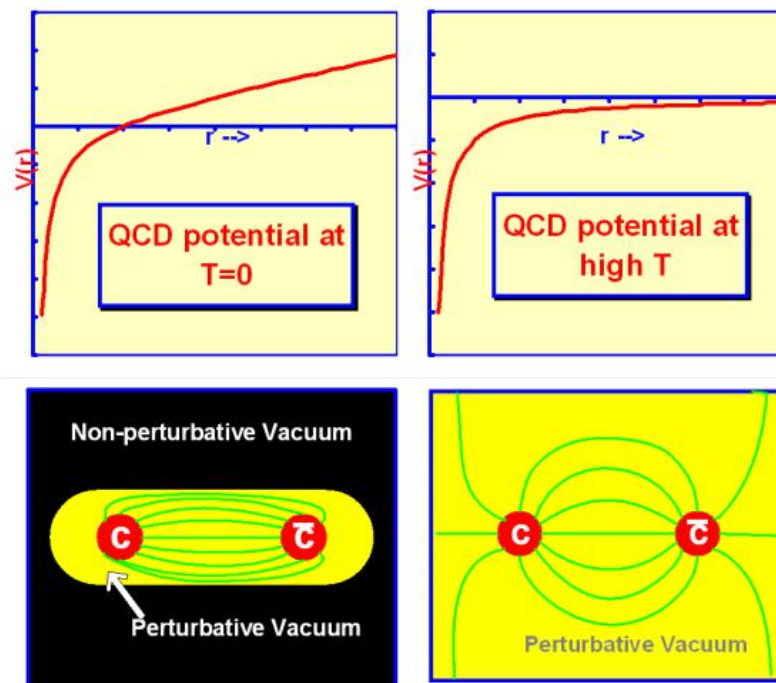 V(r)
r -->
QCD potential at
T=0
V(r)
r -->
QCD potential at
high T
Non-perturbative Vacuum
C
C̅
Perturbative Vacuum
C
C̅
Perturbative Vacuum